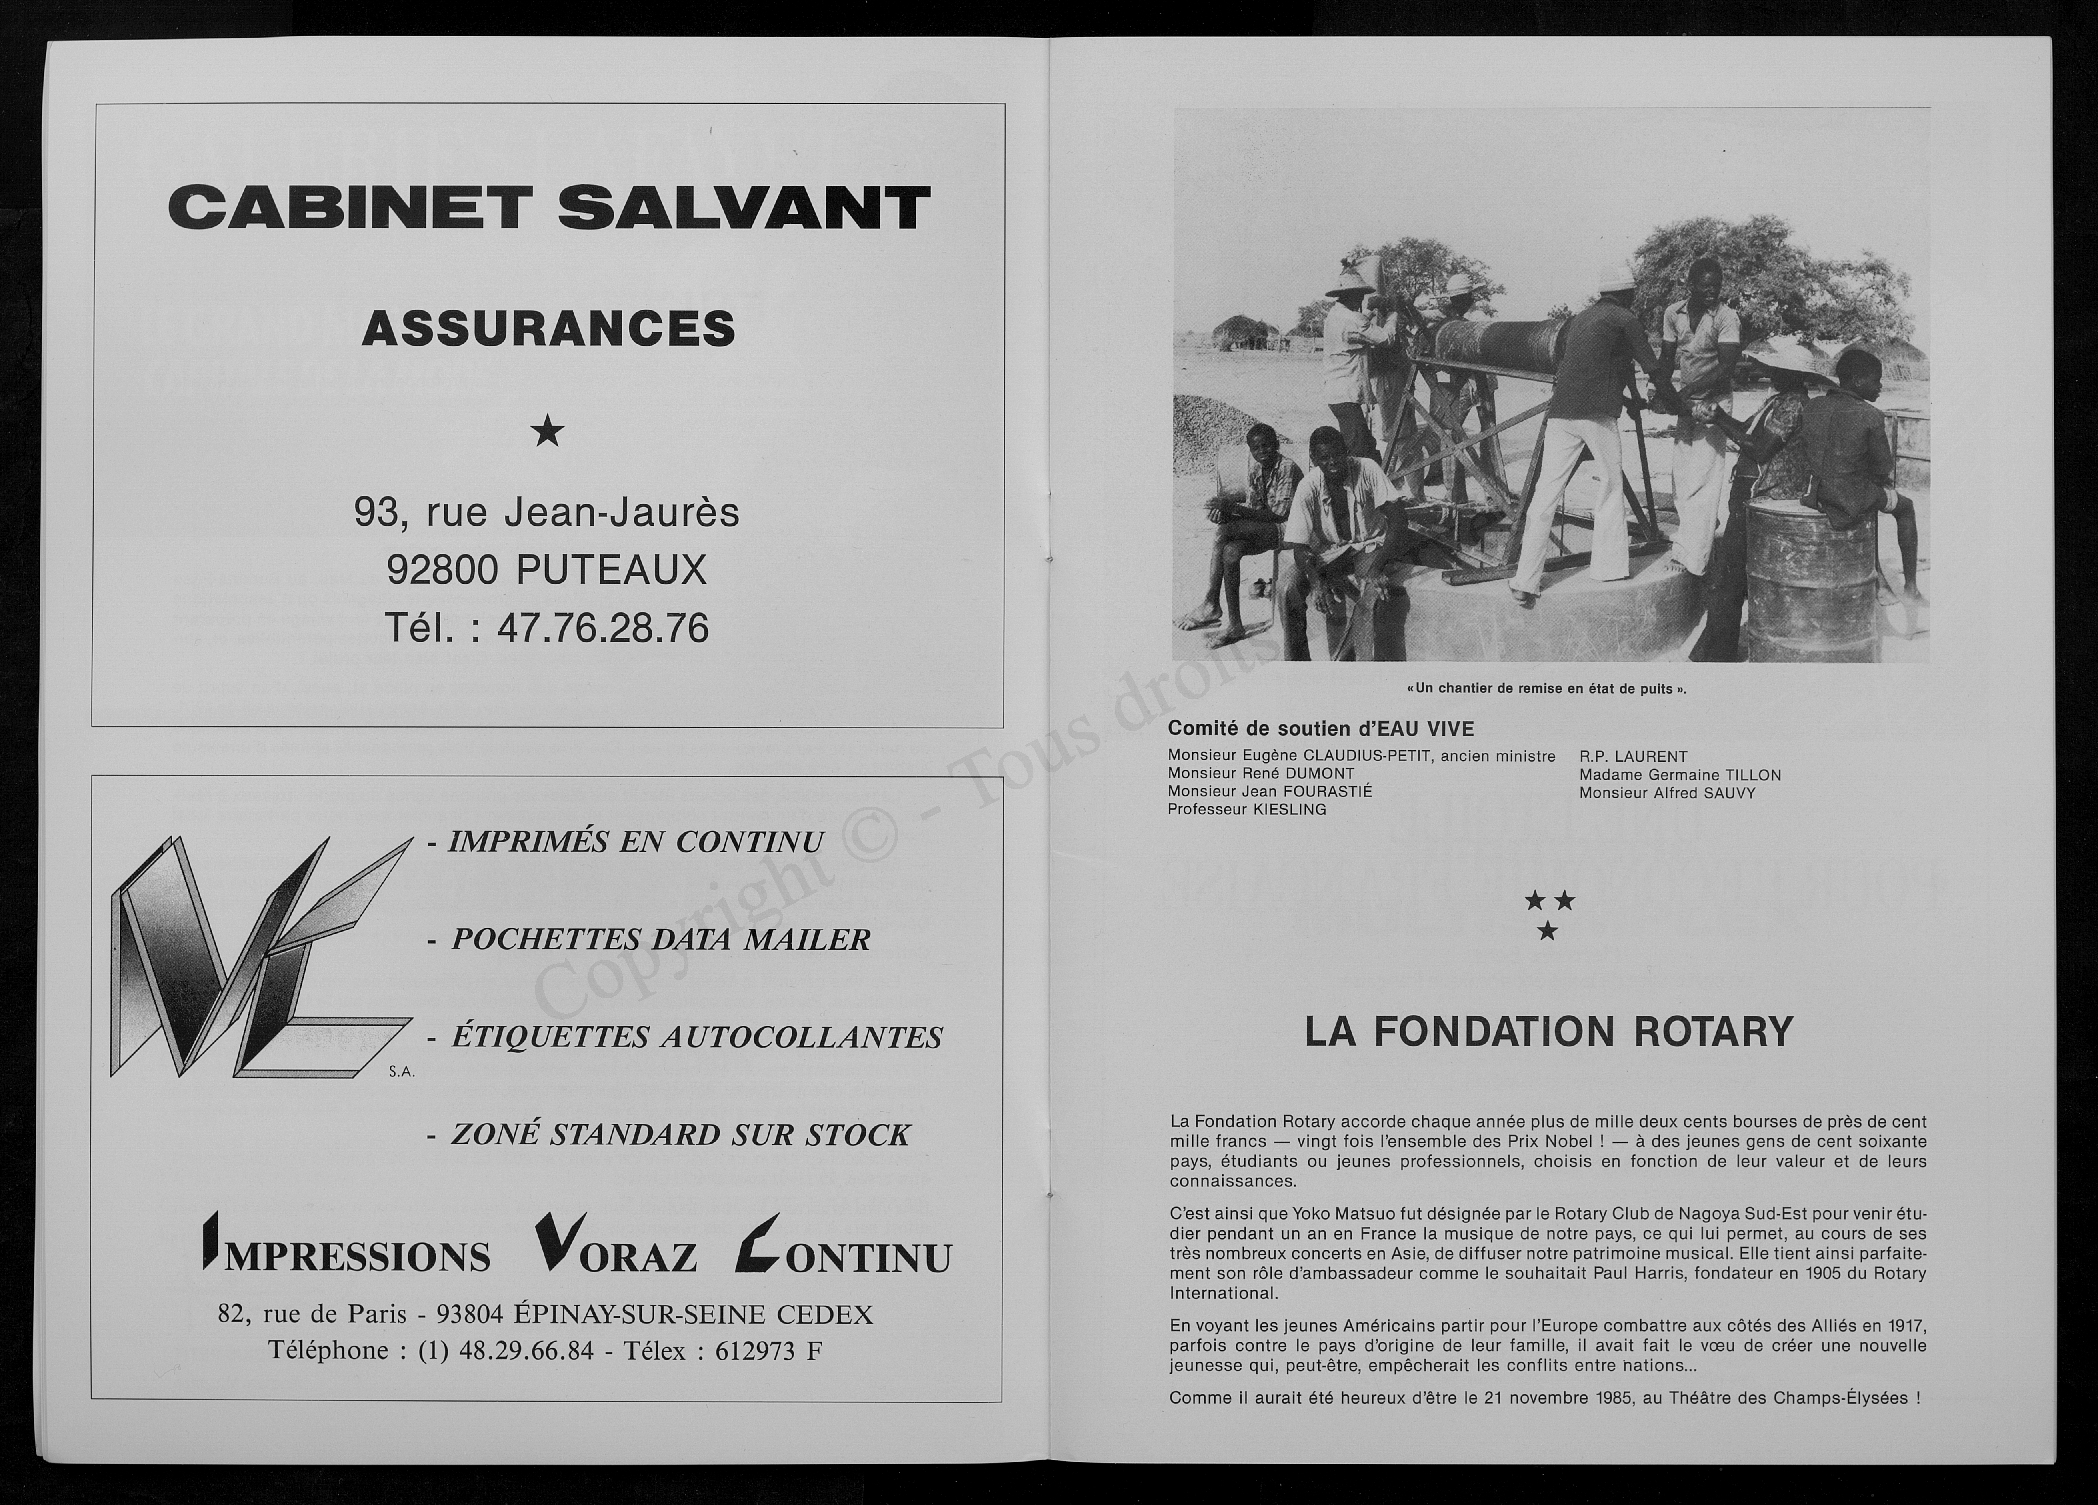 CABINET SALVANT
ASSURANCES
★
93, rue Jean-Jaurès
92800 PUTEAUX
Tél. : 47.76.28.76
- IMPRIMÉS EN CONTINU
- POCHETTES DATA MAILER
- ÉTIQUETTES AUTOCOLLANTES
- ZONÉ STANDARD SUR STOCK
S.A.
IMPRESSIONS VORAZ CONTINU
82, rue de Paris - 93804 ÉPINAY-SUR-SEINE CEDEX
Téléphone : (1) 48.29.66.84 - Télex : 612973 F
«Un chantier de remise en état de puits».
Comité de soutien d'EAU VIVE
Monsieur Eugène CLAUDIUS-PETIT, ancien ministre
Monsieur René DUMONT
Monsieur Jean FOURASTIÉ
Professeur KIESLING
R.P. LAURENT
Madame Germaine TILLON
Monsieur Alfred SAUVY
★ ★
★
LA FONDATION ROTARY
La Fondation Rotary accorde chaque année plus de mille deux cents bourses de près de cent
mille francs — vingt fois l'ensemble des Prix Nobel ! — à des jeunes gens de cent soixante
pays, étudiants ou jeunes professionnels, choisis en fonction de leur valeur et de leurs
connaissances.
C'est ainsi que Yoko Matsuo fut désignée par le Rotary Club de Nagoya Sud-Est pour venir étu-
dier pendant un an en France la musique de notre pays, ce qui lui permet, au cours de ses
très nombreux concerts en Asie, de diffuser notre patrimoine musical. Elle tient ainsi parfaite-
ment son rôle d'ambassadeur comme le souhaitait Paul Harris, fondateur en 1905 du Rotary
International.
En voyant les jeunes Américains partir pour l'Europe combattre aux côtés des Alliés en 1917,
parfois contre le pays d'origine de leur famille, il avait fait le vœu de créer une nouvelle
jeunesse qui, peut-être, empêcherait les conflits entre nations...
Comme il aurait été heureux d'être le 21 novembre 1985, au Théâtre des Champs-Élysées !
Copyright © - Tous droits